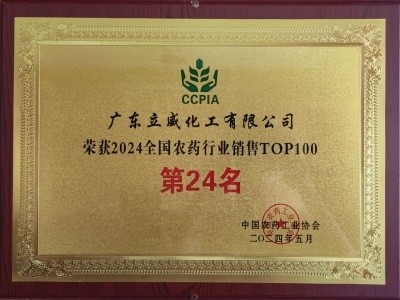 CCPIA
广东立威化工有限公司
荣获2024全国农药行业销售TOP100
第24名
中国农药工业协会
二〇二四年五月